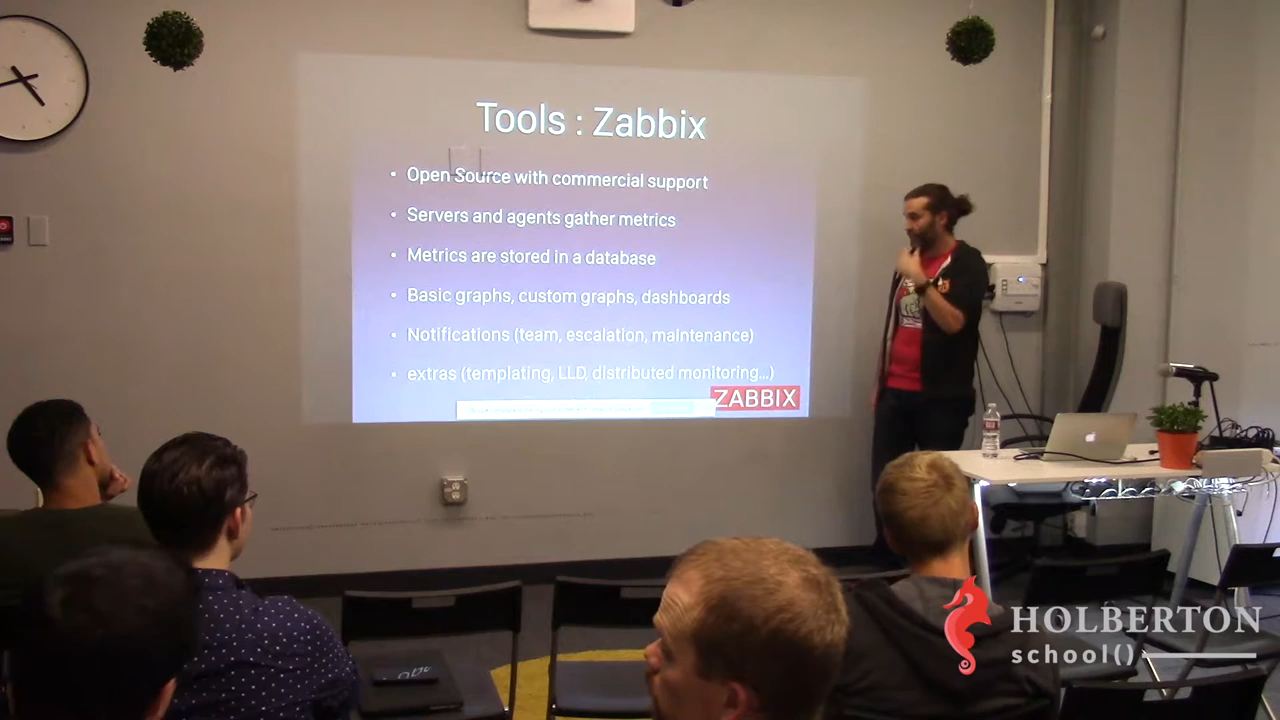 Tools : Zabbix
• Open Source with commercial support
• Servers and agents gather metrics
• Metrics are stored in a database
• Basic graphs, custom graphs, dashboards
• Notifications (team, escalation, maintenance)
• extras (templating, LLD, distributed monitoring...)
ZABBIX
HOLBERTON
school()